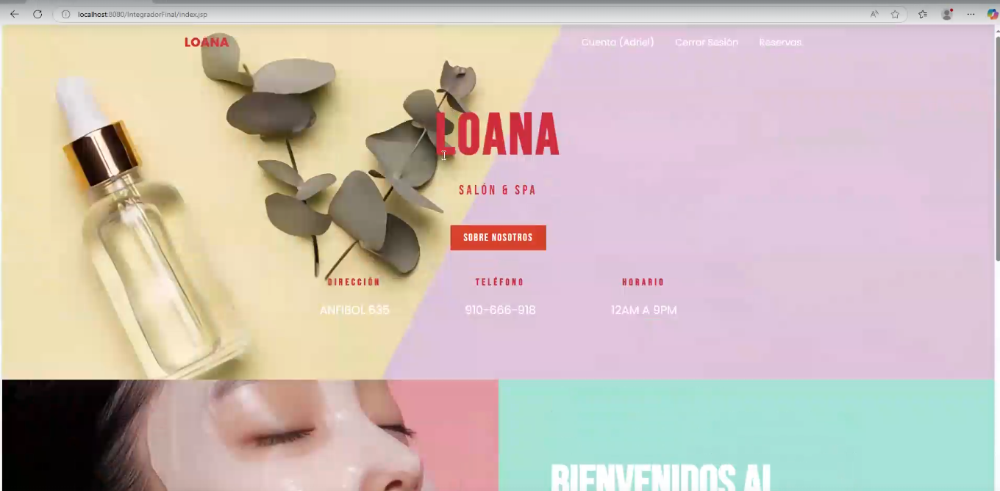 localhost:8080/IntegradorFinal/index.jsp
LOANA
Cuenta (Adriel) Cerrar Sesión Reservas
LOANA
SALÓN & SPA
SOBRE NOSOTROS
DIRECCIÓN TELÉFONO HORARIO
ANFIBOL 635 910-666-918 12AM A 9PM
BIENVENIDOS AL